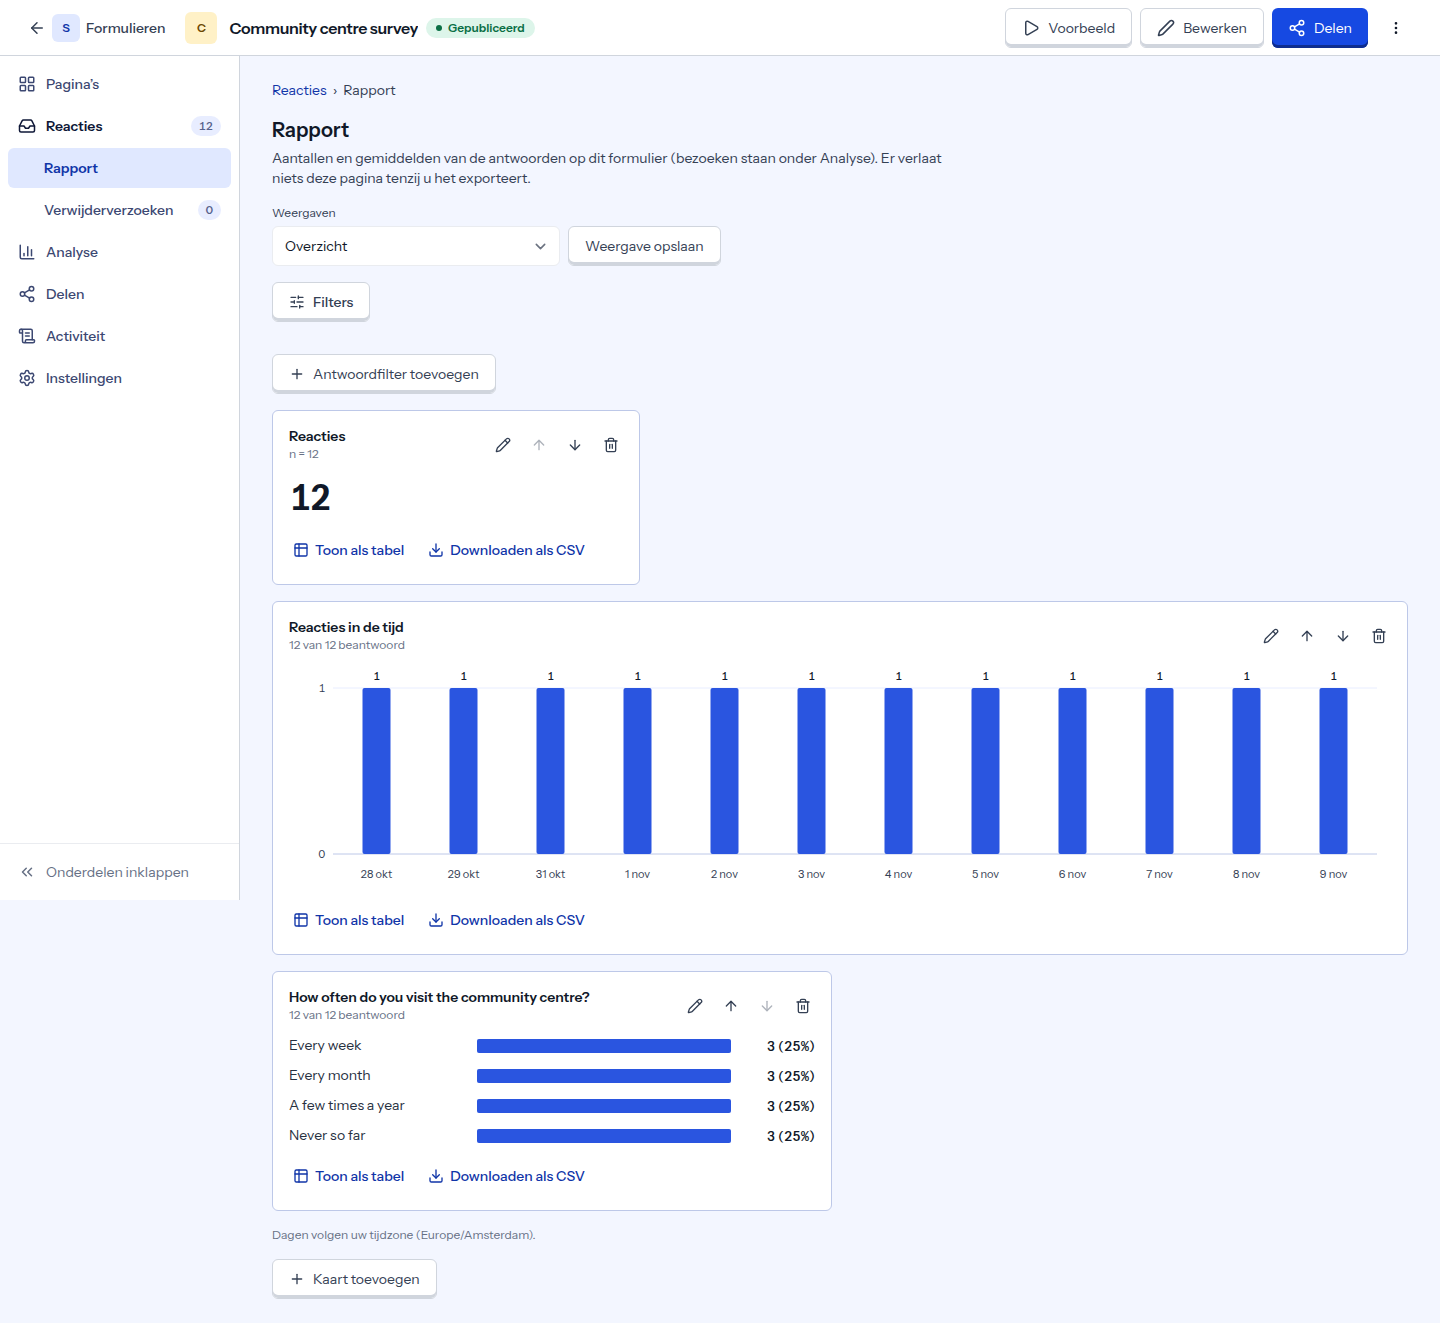 S Formulieren C Community centre survey Gepubliceerd Voorbeeld Bewerken Delen
Pagina's
Reacties 12
Rapport
Verwijderverzoeken 0
Analyse
Delen
Activiteit
Instellingen
Onderdelen inklappen
Reacties › Rapport
Rapport
Aantallen en gemiddelden van de antwoorden op dit formulier (bezoeken staan onder Analyse). Er verlaat
niets deze pagina tenzij u het exporteert.
Weergaven
Overzicht Weergave opslaan
Filters
Antwoordfilter toevoegen
Reacties
n = 12
12
Toon als tabel Downloaden als CSV
Reacties in de tijd
12 van 12 beantwoord
1 1 1 1 1 1 1 1 1 1 1 1
1
0
28 okt 29 okt 31 okt 1 nov 2 nov 3 nov 4 nov 5 nov 6 nov 7 nov 8 nov 9 nov
Toon als tabel Downloaden als CSV
How often do you visit the community centre?
12 van 12 beantwoord
Every week 3 (25%)
Every month 3 (25%)
A few times a year 3 (25%)
Never so far 3 (25%)
Toon als tabel Downloaden als CSV
Dagen volgen uw tijdzone (Europe/Amsterdam).
Kaart toevoegen